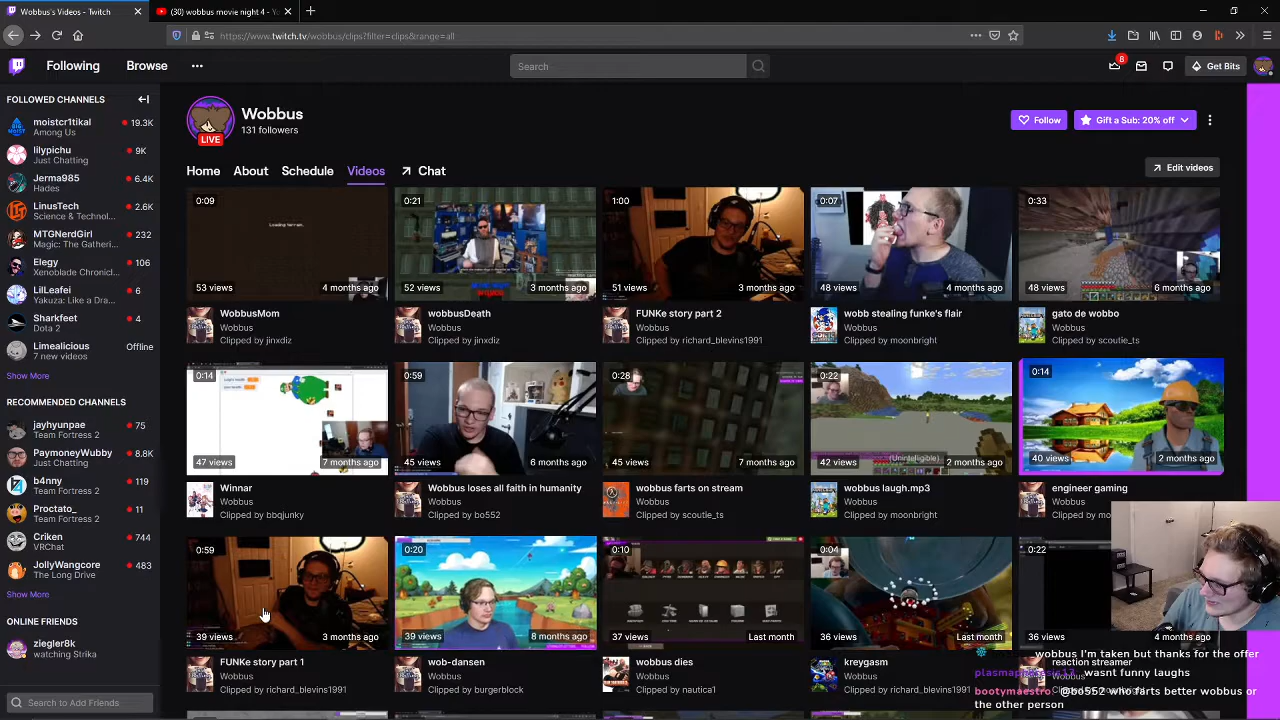 Wobbus's Videos - Twitch
(30) wobbus movie night 4 - Yo
https://www.twitch.tv/wobbus/clips?filter=clips&range=all
Following
Browse
Search
8
Get Bits
FOLLOWED CHANNELS
moistcr1tikal
19.3K
Among Us
lilypichu
9K
Just Chatting
Jerma985
6.4K
Hades
LinusTech
2.6K
Science & Technol...
MTGNerdGirl
232
Magic: The Gatheri...
Elegy
106
Xenoblade Chronicl...
LilLeafei
6
Yakuza: Like a Dra...
Sharkfeet
4
Dota 2
Limealicious
Offline
7 new videos
Show More
RECOMMENDED CHANNELS
jayhyunpae
75
Team Fortress 2
PaymoneyWubby
8.8K
Just Chatting
b4nny
119
Team Fortress 2
Proctato_
11
Team Fortress 2
Criken
744
VRChat
JollyWangcore
483
The Long Drive
Show More
ONLINE FRIENDS
ziegler8k
watching Strika
Search to Add Friends
Wobbus
131 followers
LIVE
Follow
Gift a Sub: 20% off
Home
About
Schedule
Videos
Chat
Edit videos
0:09
Loading terrain.
53 views
4 months ago
WobbusMom
Wobbus
Clipped by jinxdiz
0:21
52 views
3 months ago
wobbusDeath
Wobbus
Clipped by jinxdiz
1:00
51 views
3 months ago
FUNKe story part 2
Wobbus
Clipped by richard_blevins1991
0:07
48 views
4 months ago
wobb stealing funke's flair
Wobbus
Clipped by moonbright
0:33
48 views
6 months ago
gato de wobbo
Wobbus
Clipped by scoutie_ts
0:14
47 views
7 months ago
Winnar
Wobbus
Clipped by bbqjunky
0:59
45 views
6 months ago
Wobbus loses all faith in humanity
Wobbus
Clipped by bo552
0:28
45 views
7 months ago
wobbus farts on stream
Wobbus
Clipped by scoutie_ts
0:22
(Unintelligible)
42 views
2 months ago
wobbus laugh.mp3
Wobbus
Clipped by moonbright
0:14
40 views
2 months ago
engineer gaming
Wobbus
Clipped by mo
0:59
39 views
3 months ago
FUNKe story part 1
Wobbus
Clipped by richard_blevins1991
0:20
39 views
8 months ago
wob-dansen
Wobbus
Clipped by burgerblock
0:10
37 views
Last month
wobbus dies
Wobbus
Clipped by nautica1
0:04
36 views
Last month
kreygasm
Wobbus
Clipped by richard_blevins1991
0:22
36 views
4 months ago
reaction streamer
wobbus I'm taken but thanks for the offer
wasnt funny laughs
bootymaestro: @bo552 who farts better wobbus or
the other person